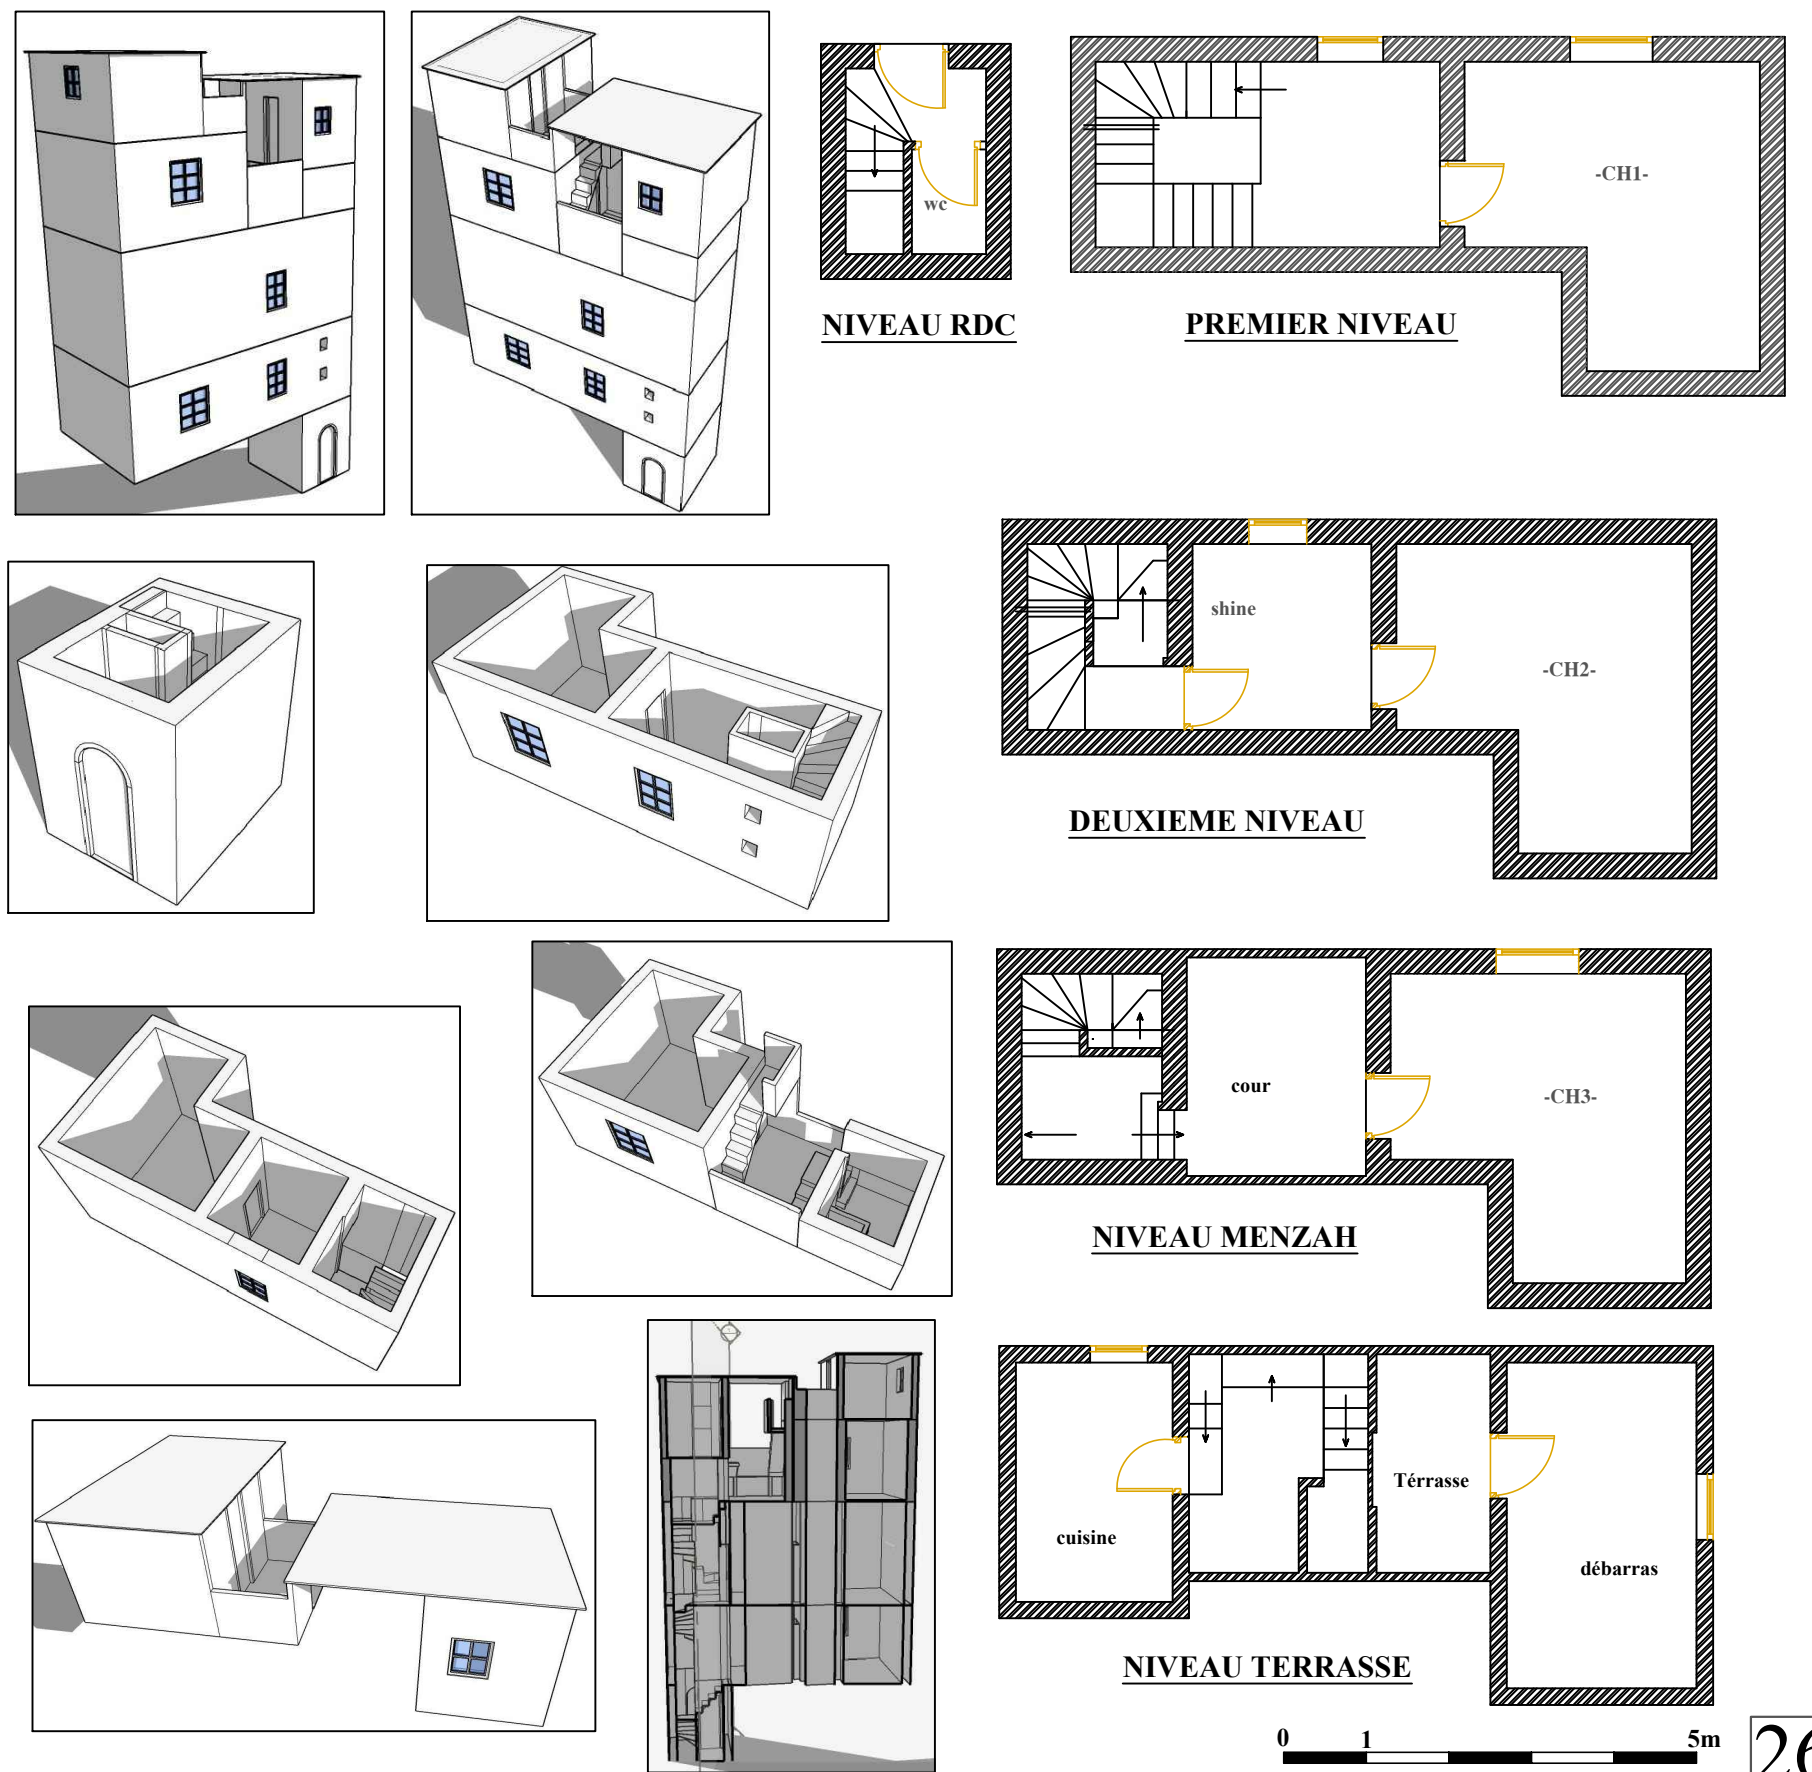 wc
NIVEAU RDC
-CH1-
PREMIER NIVEAU
shine
-CH2-
DEUXIEME NIVEAU
cour
-CH3-
NIVEAU MENZAH
cuisine
Térrasse
débarras
NIVEAU TERRASSE
0 1 5m
26